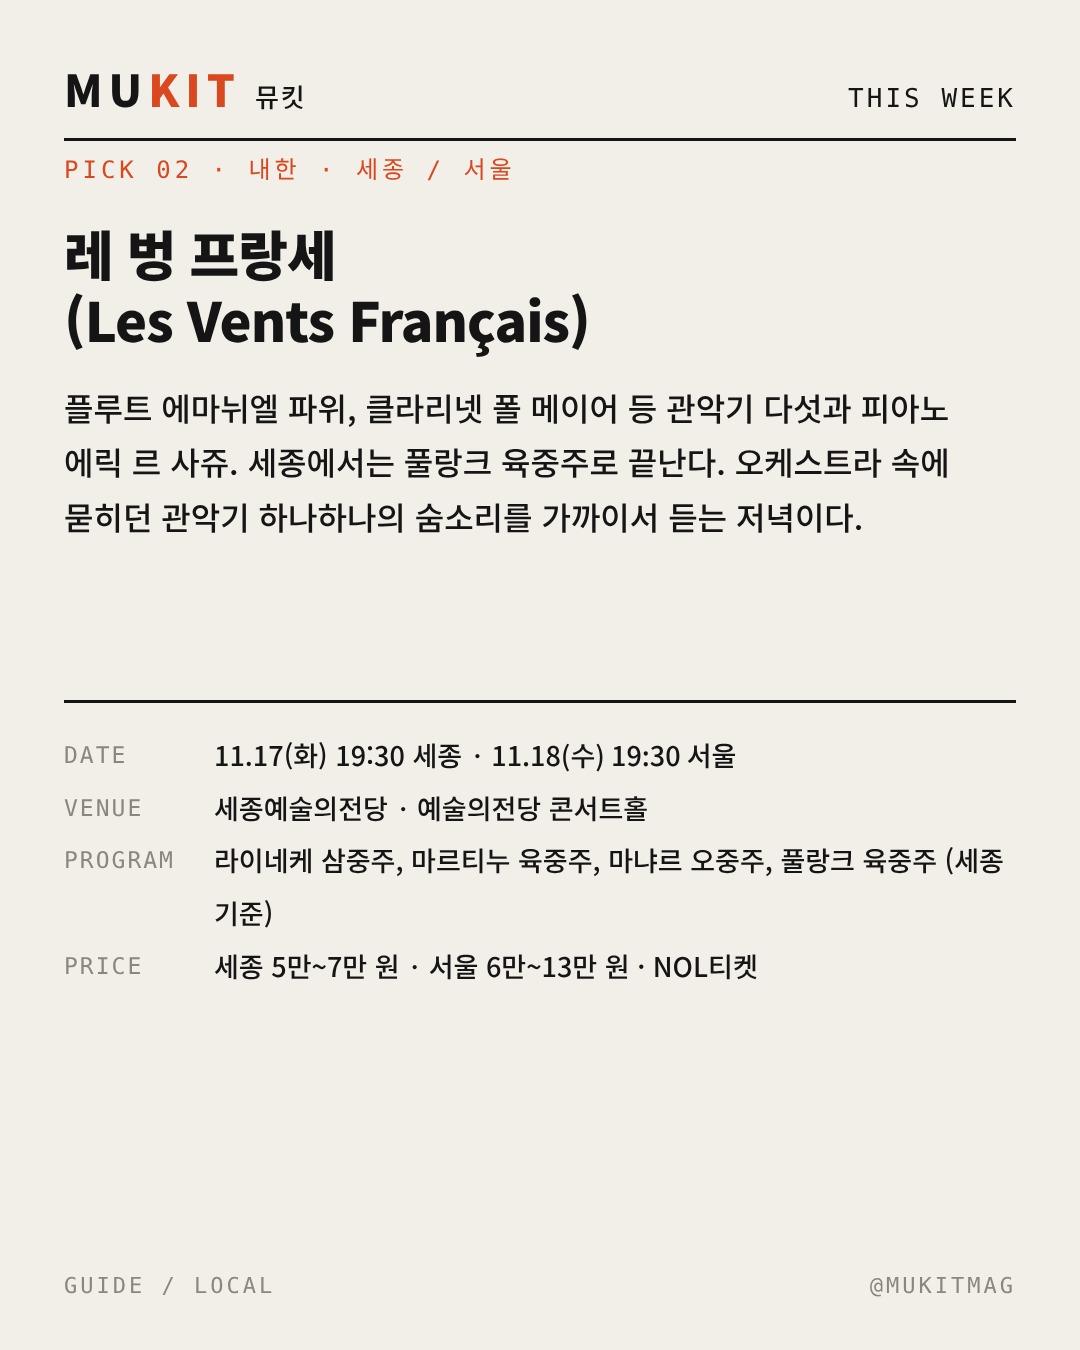 MUKIT 뮤킷
THIS WEEK
PICK 02 · 내한 · 세종 / 서울
레 벙 프랑세
(Les Vents Français)
플루트 에마뉘엘 파위, 클라리넷 폴 메이어 등 관악기 다섯과 피아노
에릭 르 사쥬. 세종에서는 풀랑크 육중주로 끝난다. 오케스트라 속에
묻히던 관악기 하나하나의 숨소리를 가까이서 듣는 저녁이다.
DATE 11.17(화) 19:30 세종 · 11.18(수) 19:30 서울
VENUE 세종예술의전당 · 예술의전당 콘서트홀
PROGRAM 라이네케 삼중주, 마르티누 육중주, 마냐르 오중주, 풀랑크 육중주 (세종
기준)
PRICE 세종 5만~7만 원 · 서울 6만~13만 원 · NOL티켓
GUIDE / LOCAL
@MUKITMAG